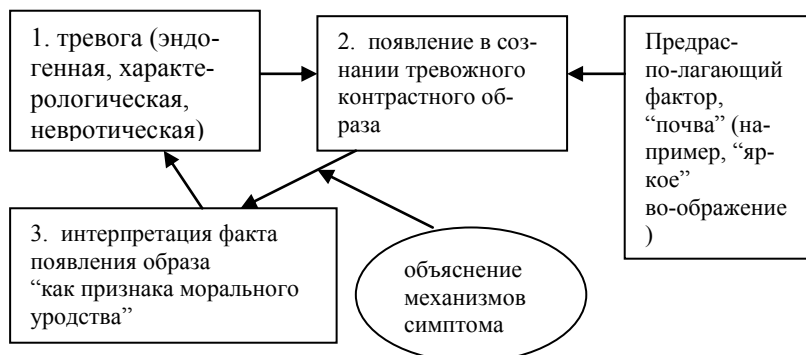 1. тревога (эндо-
генная, характе-
рологическая,
невротическая)
2. появление в соз-
нании тревожного
контрастного об-
раза
Предрас-
по-лагающий
фактор,
“почва” (на-
пример, “яр-
кое”
во-ображение
)
3. интерпретация факта
появления образа
“как признака морального
уродства”
объяснение
механизмов
симптома